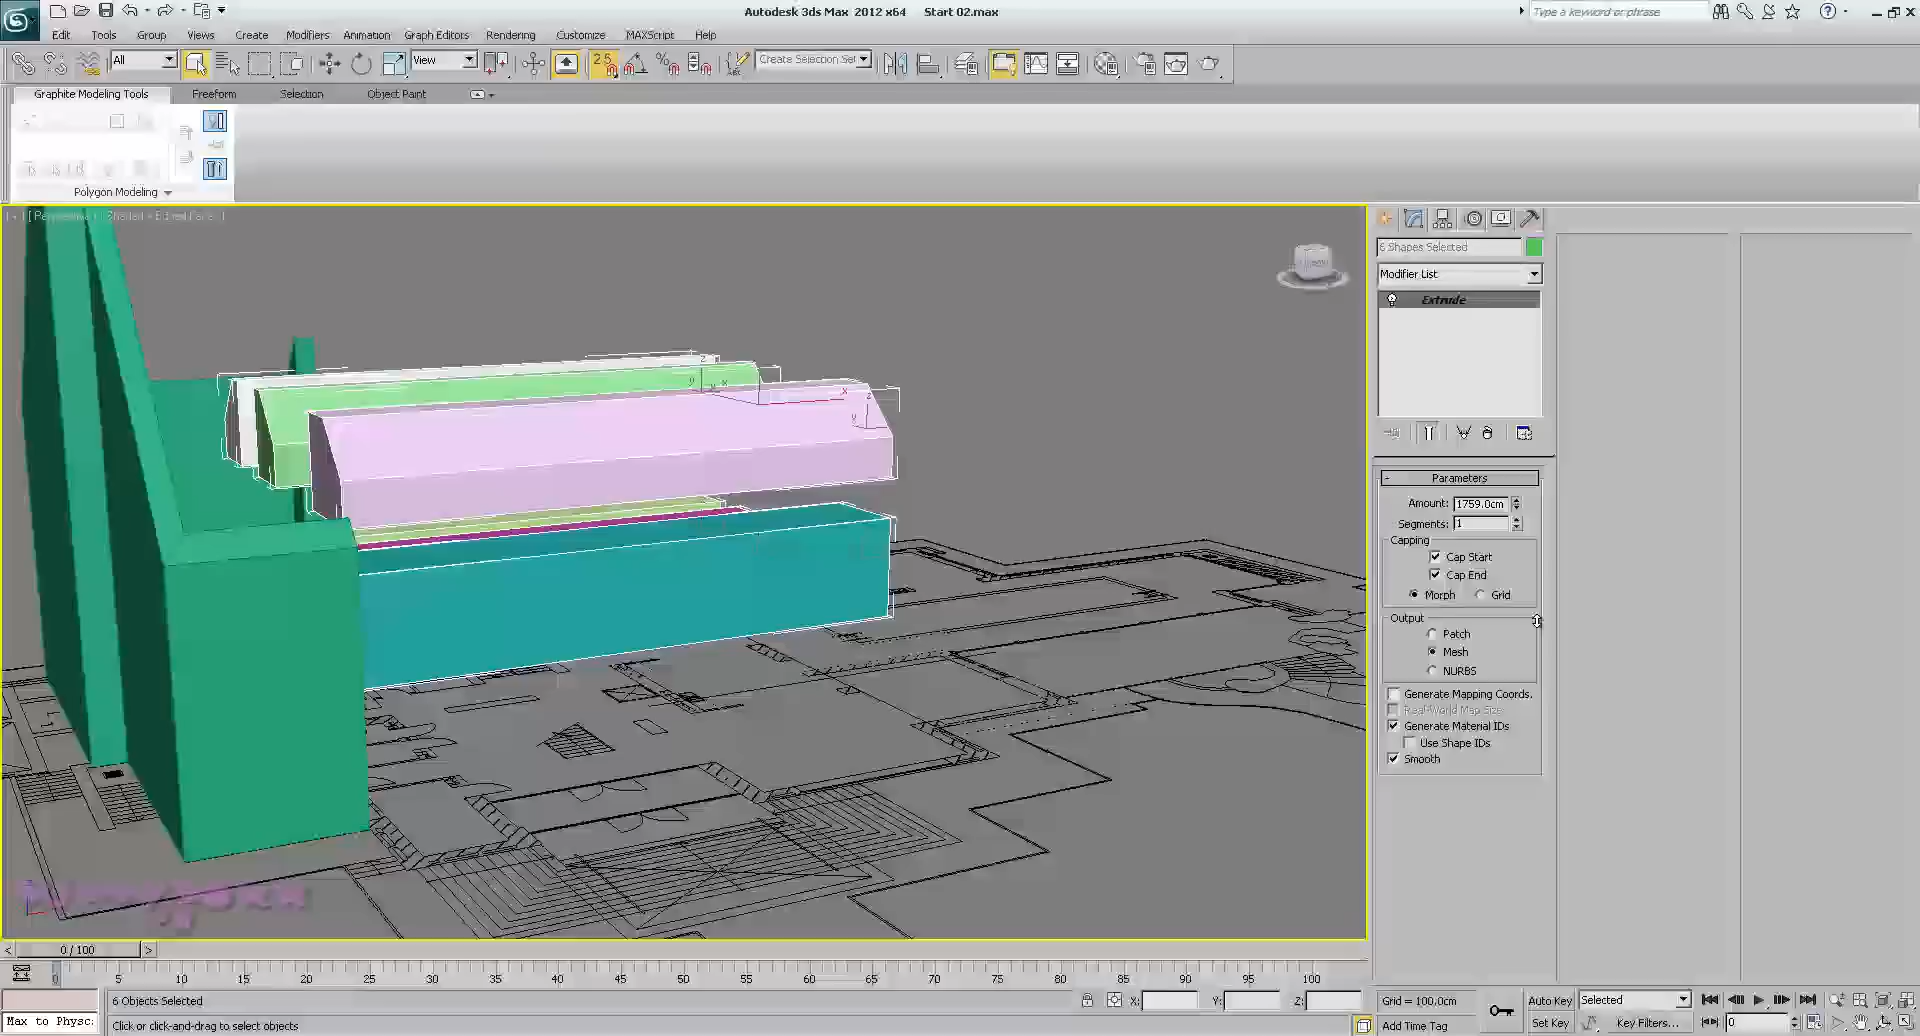 Autodesk 3ds Max 2012 x64 Start 02.max
Type a keyword or phrase
Edit Tools Group Views Create Modifiers Animation Graph Editors Rendering Customize MAXScript Help
All View Create Selection Set
Graphite Modeling Tools Freeform Selection Object Paint
Polygon Modeling
6 Shapes Selected
Modifier List
Extrude
- Parameters
Amount: 1759.0cm
Segments: 1
Capping
Cap Start
Cap End
Morph Grid
Output
Patch
Mesh
NURBS
Generate Mapping Coords.
Real-World Map Size
Generate Material IDs
Use Shape IDs
Smooth
< 0 / 100 >
0 5 10 15 20 25 30 35 40 45 50 55 60 65 70 75 80 85 90 95 100
6 Objects Selected X: Y: Z: Grid = 100,0cm Auto Key Selected
Max to Physc: Click or click-and-drag to select objects Add Time Tag Set Key Key Filters... 0